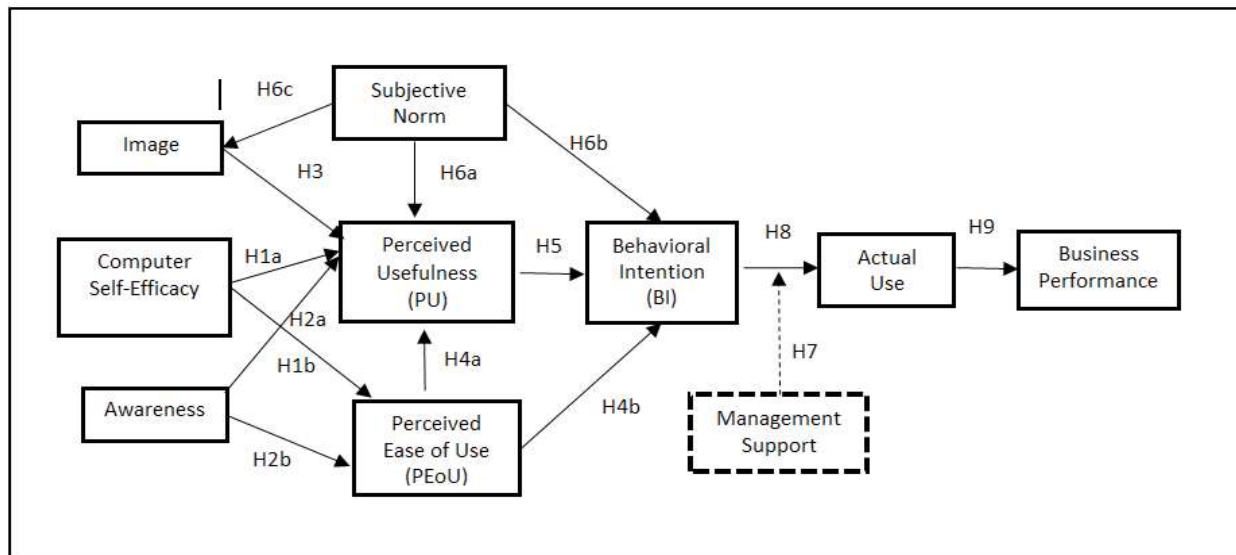 H6c
Subjective
Norm
Image
H3
H6a
H6b
Computer
Self-Efficacy
H1a
Perceived
Usefulness
(PU)
H5
Behavioral
Intention
(BI)
H8
Actual
Use
H9
Business
Performance
H2a
H1b
H4a
H7
Awareness
H2b
Perceived
Ease of Use
(PEoU)
H4b
Management
Support